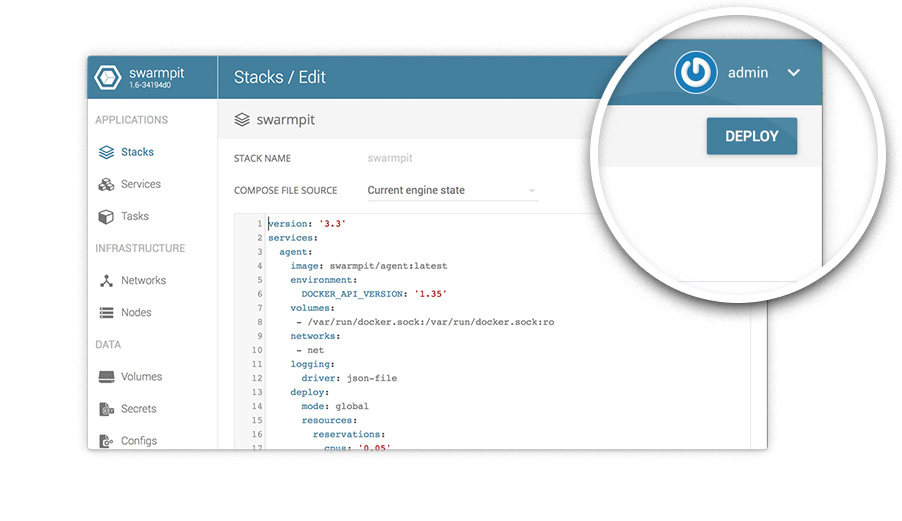 swarmpit
1.6-34194d0
Stacks / Edit
admin
DEPLOY
APPLICATIONS
Stacks
Services
Tasks
INFRASTRUCTURE
Networks
Nodes
DATA
Volumes
Secrets
Configs
swarmpit
STACK NAME swarmpit
COMPOSE FILE SOURCE Current engine state
1 version: '3.3'
2 services:
3 agent:
4 image: swarmpit/agent:latest
5 environment:
6 DOCKER_API_VERSION: '1.35'
7 volumes:
8 - /var/run/docker.sock:/var/run/docker.sock:ro
9 networks:
10 - net
11 logging:
12 driver: json-file
13 deploy:
14 mode: global
15 resources:
16 reservations:
17 cpus: '0.05'